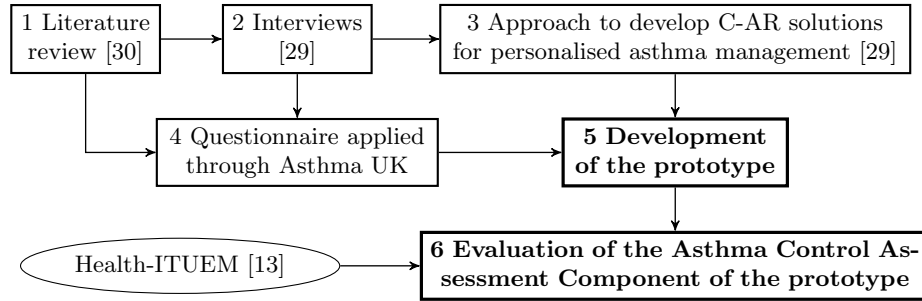 1 Literature
review [30]
2 Interviews
[29]
3 Approach to develop C-AR solutions
for personalised asthma management [29]
4 Questionnaire applied
through Asthma UK
5 Development
of the prototype
Health-ITUEM [13]
6 Evaluation of the Asthma Control As-
sessment Component of the prototype